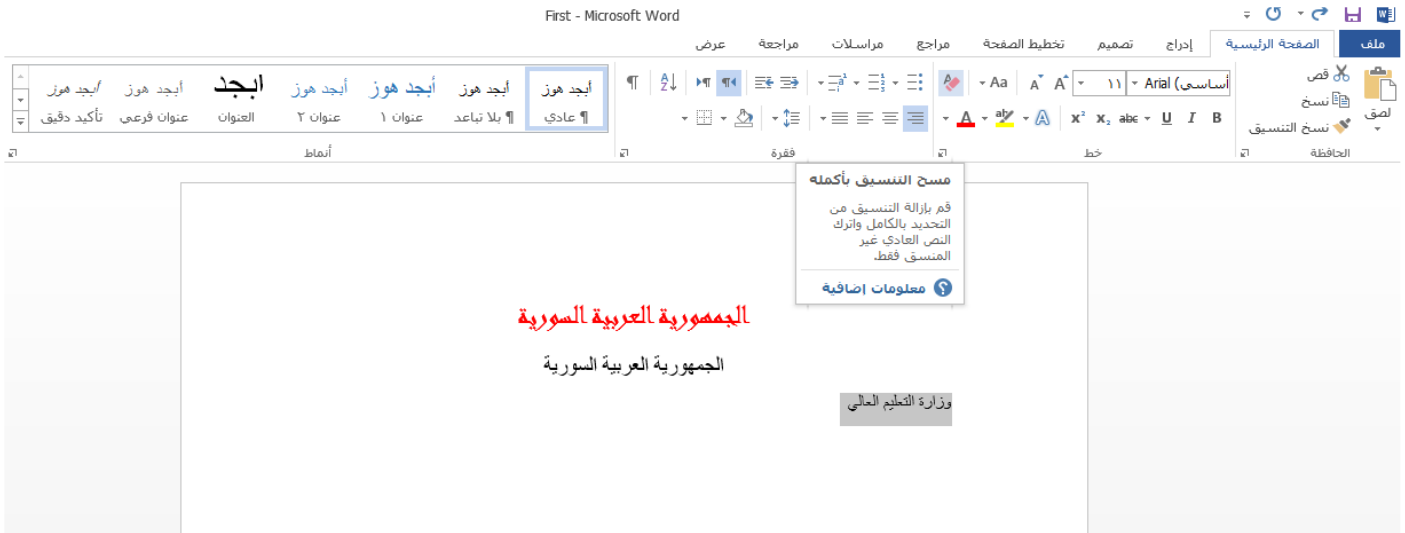 First - Microsoft Word
ملف الصفحة الرئيسية إدراج تصميم تخطيط الصفحة مراجع مراسلات مراجعة عرض
لصق
قص
نسخ
نسخ التنسيق
الحافظة
أساسي) Arial ١١ A A Aa
B I U abc x₂ x² A ab A
خط
فقرة
أبجد هوز أبجد هوز أبجد هوز أبجد هوز ابجد أبجد هوز أبجد هوز
¶ عادي ¶ بلا تباعد عنوان ١ عنوان ٢ العنوان عنوان فرعي تأكيد دقيق
أنماط
مسح التنسيق بأكمله
قم بإزالة التنسيق من
التحديد بالكامل واترك
النص العادي غير
المنسق فقط.
معلومات إضافية
الجمهورية العربية السورية
الجمهورية العربية السورية
وزارة التعليم العالي